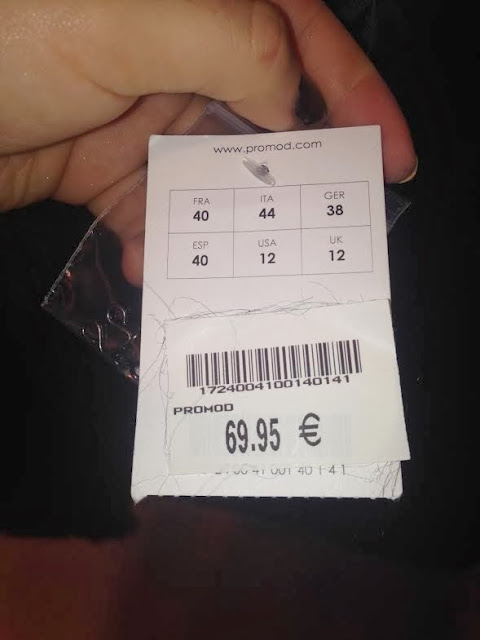 www.promod.com
FRA ITA GER
40 44 38
ESP USA UK
40 12 12
1724004100140141
PROMOD
69.95 €